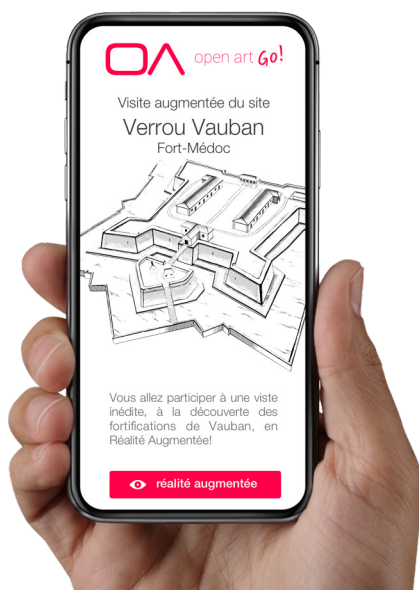 OA open art Go!
Visite augmentée du site
Verrou Vauban
Fort-Médoc
Vous allez participer à une viste
inédite, à la découverte des
fortifications de Vauban, en
Réalité Augmentée!
réalité augmentée